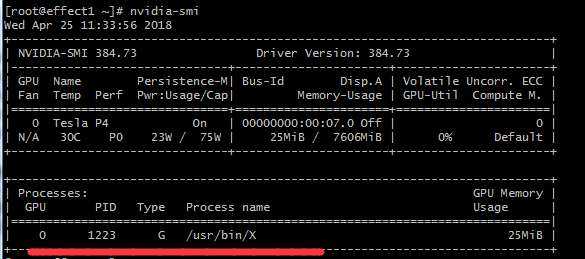 [root@effect1 ~]# nvidia-smi
Wed Apr 25 11:33:56 2018
+-----------------------------------------------------------------------------+
| NVIDIA-SMI 384.73                 Driver Version: 384.73                    |
|-------------------------------+----------------------+----------------------+
| GPU  Name        Persistence-M| Bus-Id        Disp.A | Volatile Uncorr. ECC |
| Fan  Temp  Perf  Pwr:Usage/Cap|         Memory-Usage | GPU-Util  Compute M. |
|===============================+======================+======================|
|   0  Tesla P4            On   | 00000000:00:07.0 Off |                    0 |
| N/A   30C    P0    23W /  75W |     25MiB /  7606MiB |      0%      Default |
+-------------------------------+----------------------+----------------------+

+-----------------------------------------------------------------------------+
| Processes:                                                       GPU Memory |
|  GPU       PID   Type   Process name                             Usage      |
|=============================================================================|
|    0      1223      G   /usr/bin/X                                    25MiB |
+-----------------------------------------------------------------------------+